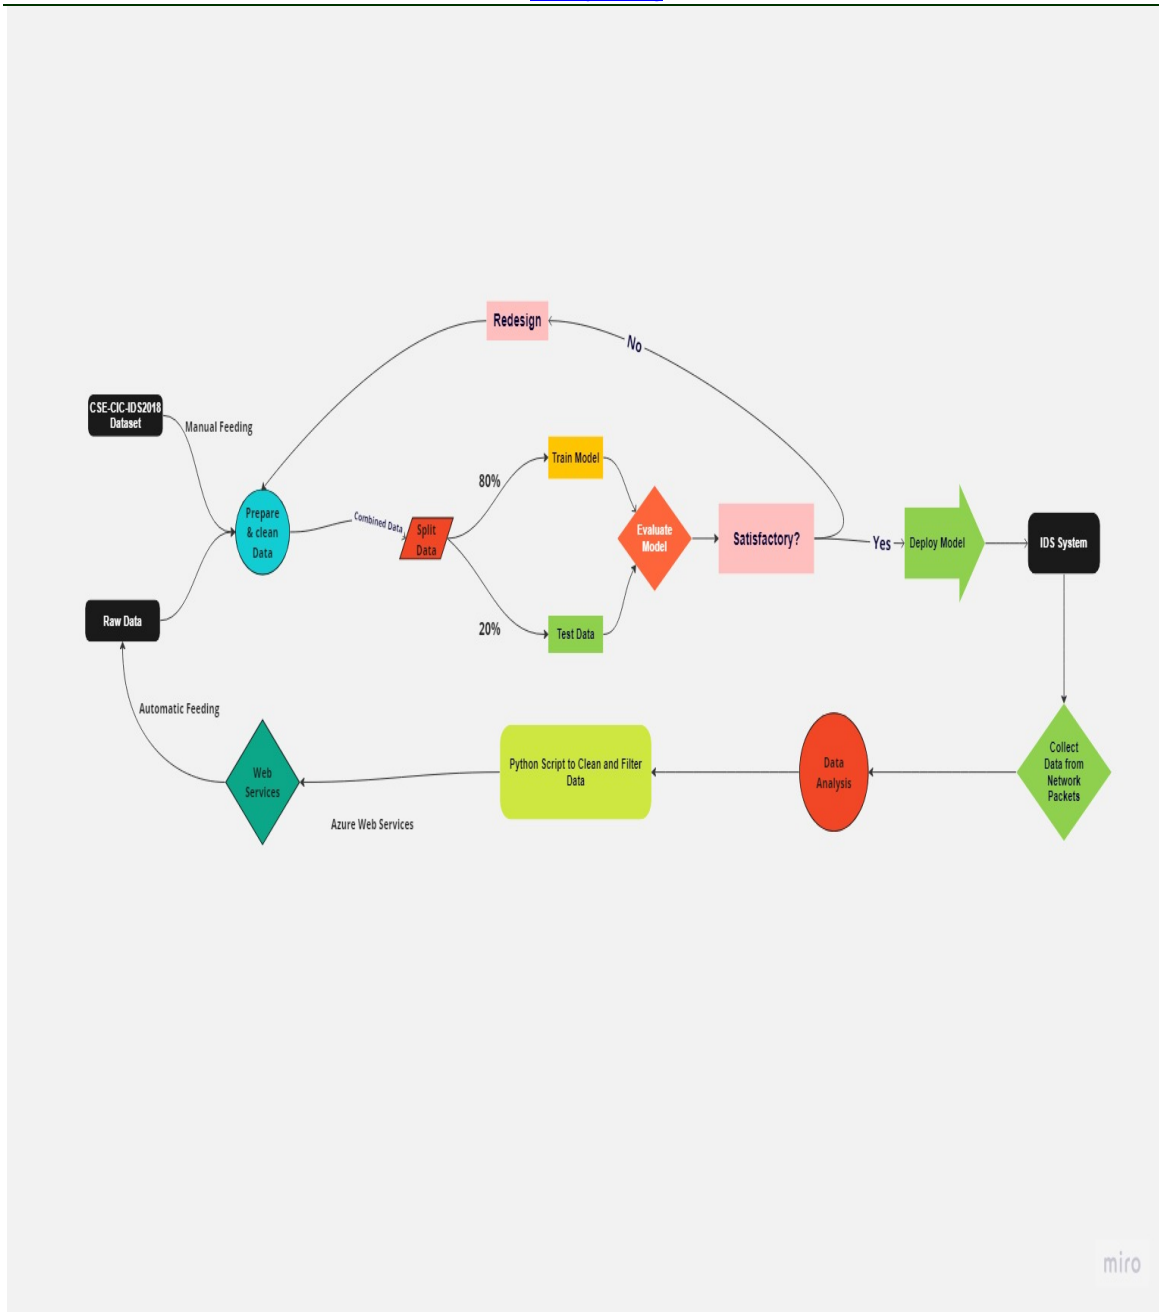 Redesign
No
CSE-CIC-IDS2018
Dataset
Manual Feeding
Train Model
80%
Prepare
& clean
Data
Combined Data
Split
Data
Evaluate
Model
Satisfactory?
Yes
Deploy Model
IDS System
Raw Data
20%
Test Data
Automatic Feeding
Web
Services
Azure Web Services
Python Script to Clean and Filter
Data
Data
Analysis
Collect
Data from
Network
Packets
miro